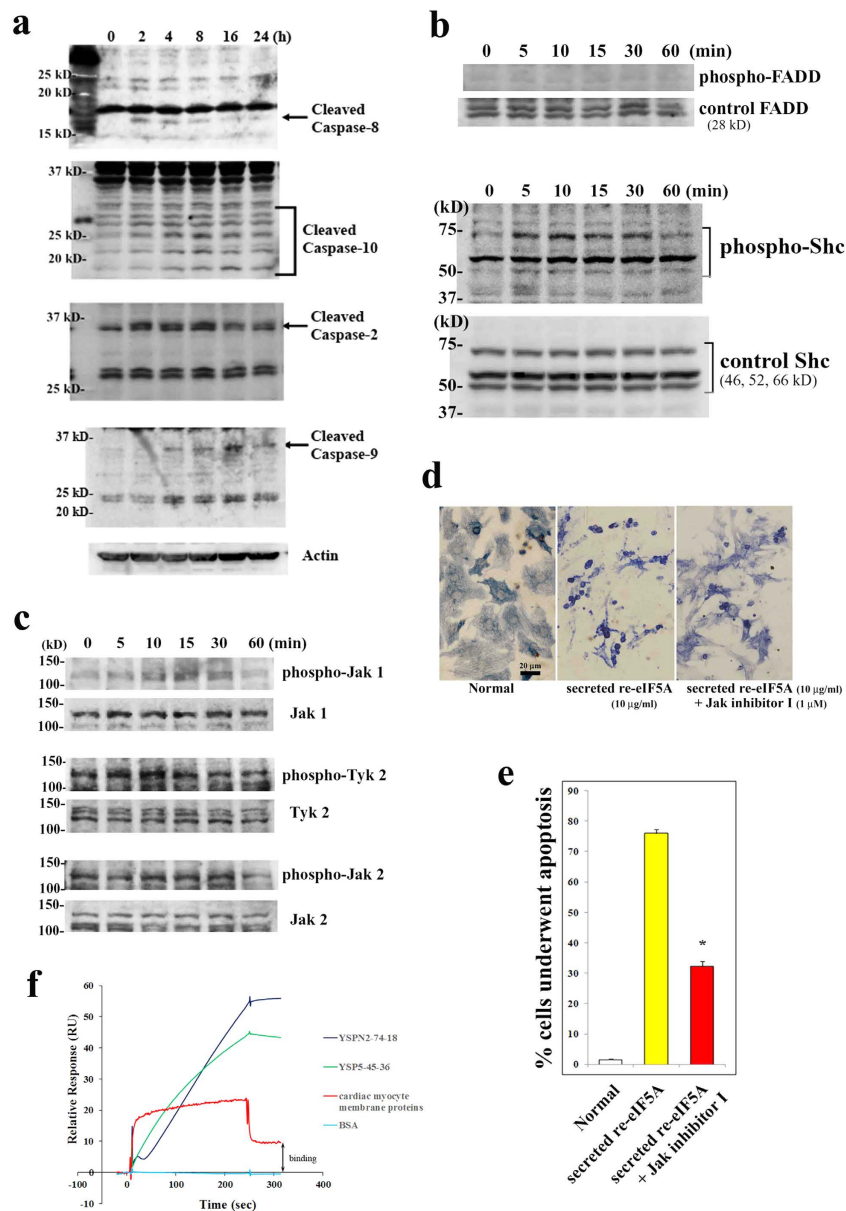 a
0 2 4 8 16 24 (h)
25 kD-
20 kD-
15 kD-
Cleaved
Caspase-8
37 kD-
25 kD-
20 kD-
Cleaved
Caspase-10
37 kD-
25 kD-
Cleaved
Caspase-2
37 kD-
25 kD-
20 kD-
Cleaved
Caspase-9
Actin
b
0 5 10 15 30 60 (min)
phospho-FADD
control FADD
(28 kD)
0 5 10 15 30 60 (min)
(kD)
75-
50-
37-
phospho-Shc
(kD)
75-
50-
37-
control Shc
(46, 52, 66 kD)
c
(kD) 0 5 10 15 30 60 (min)
150-
100-
phospho-Jak 1
150-
100-
Jak 1
150-
100-
phospho-Tyk 2
150-
100-
Tyk 2
150-
100-
phospho-Jak 2
150-
100-
Jak 2
d
20 μm
Normal
secreted re-eIF5A
(10 μg/ml)
secreted re-eIF5A (10 μg/ml)
+ Jak inhibitor I (1 μM)
e
% cells underwent apoptosis
90
80
70
60
50
40
30
20
10
0
*
Normal
secreted re-eIF5A
secreted re-eIF5A
+ Jak inhibitor I
f
Relative Response (RU)
60
50
40
30
20
10
0
-10
-100 0 100 200 300 400
Time (sec)
YSPN2-74-18
YSP5-45-36
cardiac myocyte
membrane proteins
BSA
binding